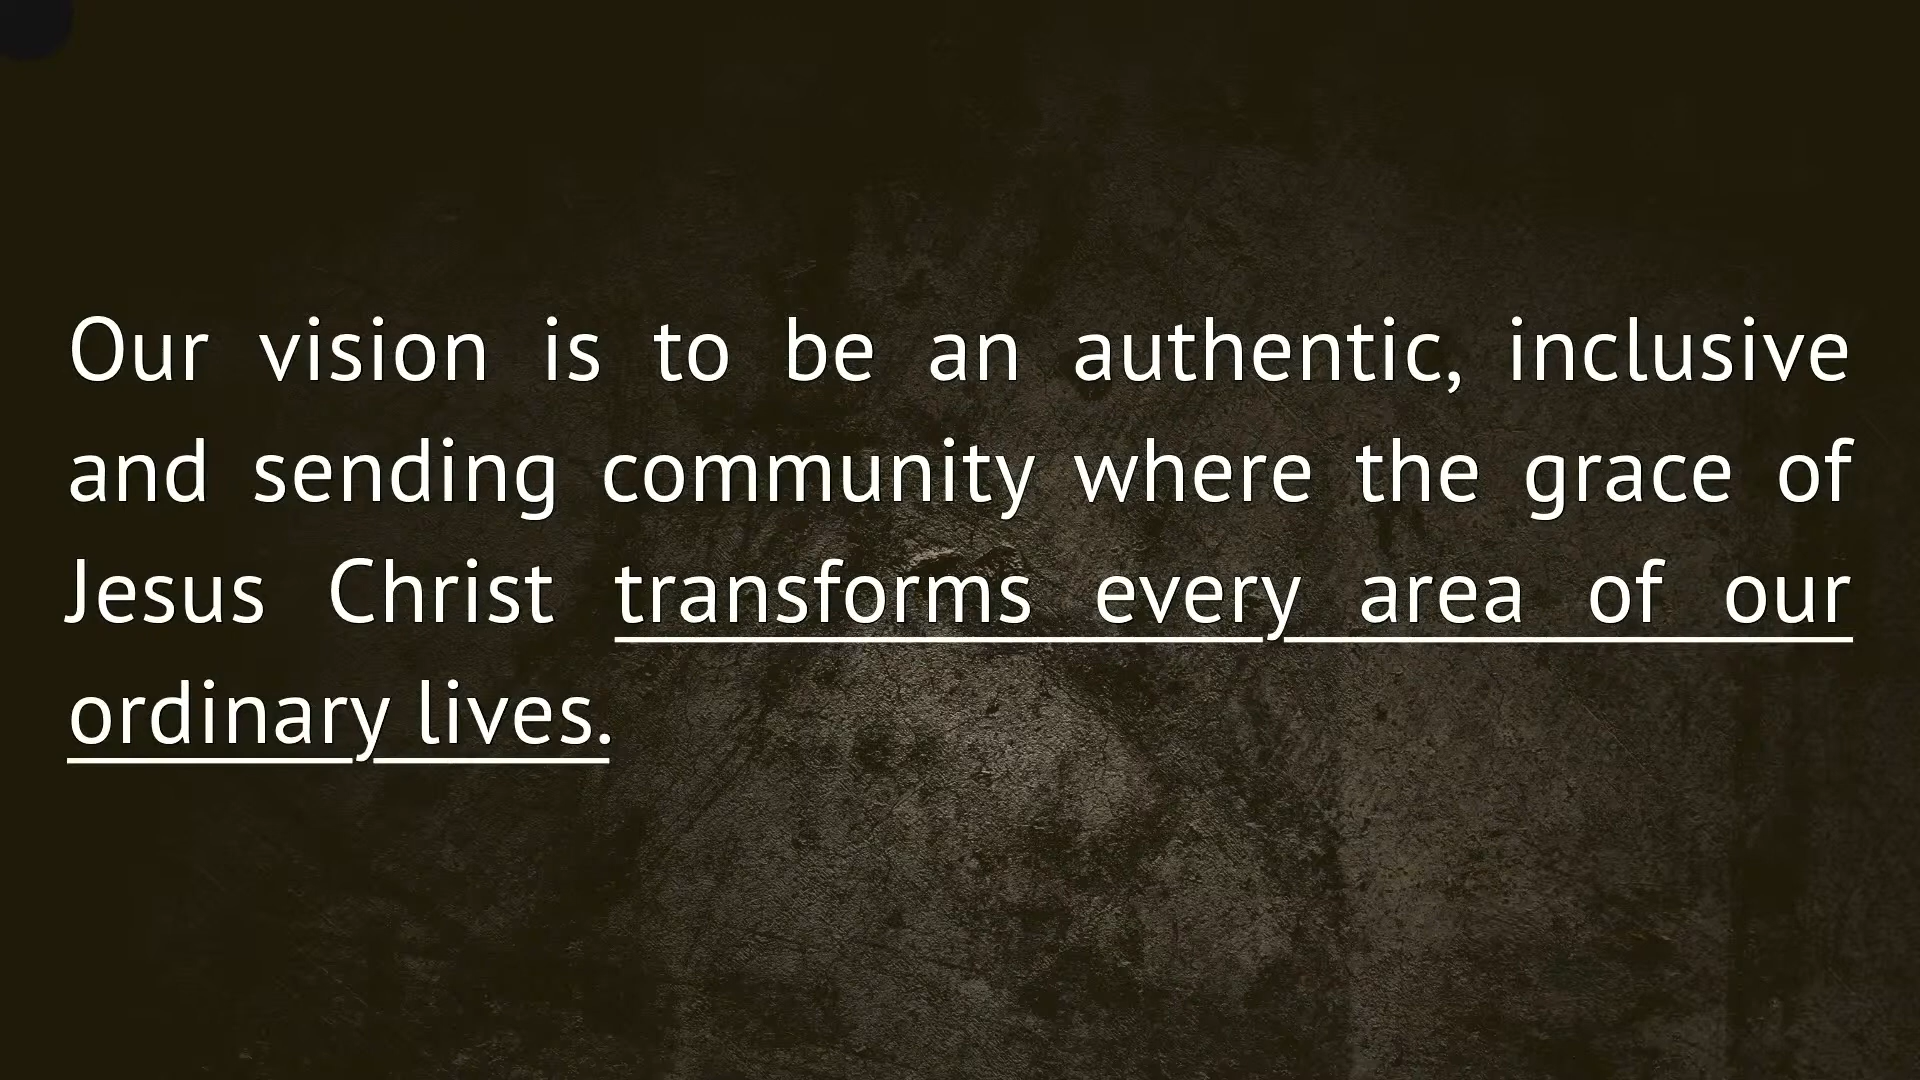 Our vision is to be an authentic, inclusive
and sending community where the grace of
Jesus Christ transforms every area of our
ordinary lives.